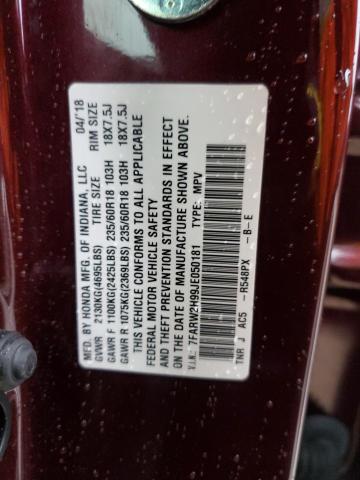 MFD. BY HONDA MFG. OF INDIANA, LLC 04/'18
GVWR 2130KG(4695LBS) TIRE SIZE RIM SIZE
GAWR F 1100KG(2425LBS) 235/60R18 103H 18X7.5J
GAWR R 1075KG(2369LBS) 235/60R18 103H 18X7.5J
THIS VEHICLE CONFORMS TO ALL APPLICABLE
FEDERAL MOTOR VEHICLE SAFETY
AND THEFT PREVENTION STANDARDS IN EFFECT
ON THE DATE OF MANUFACTURE SHOWN ABOVE.
V.I.N.: 7FARW2H99JE050181 TYPE: MPV
TNR J AC5 -R548PX -B-E